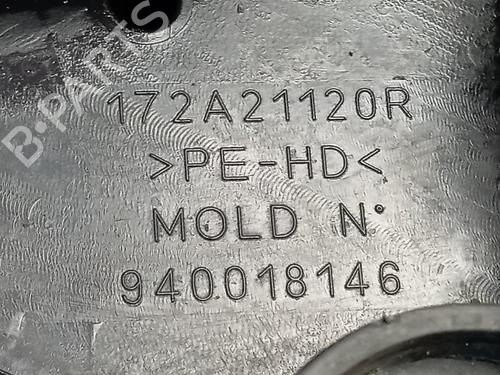 B-PARTS
172A21120R
>PE-HD<
MOLD N°
940018146